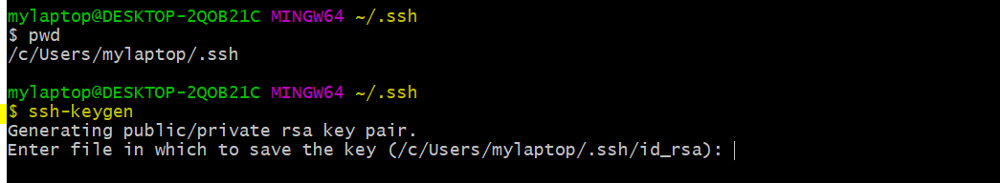 mylaptop@DESKTOP-2QOB21C MINGW64 ~/.ssh
$ pwd
/c/Users/mylaptop/.ssh
mylaptop@DESKTOP-2QOB21C MINGW64 ~/.ssh
$ ssh-keygen
Generating public/private rsa key pair.
Enter file in which to save the key (/c/Users/mylaptop/.ssh/id_rsa):